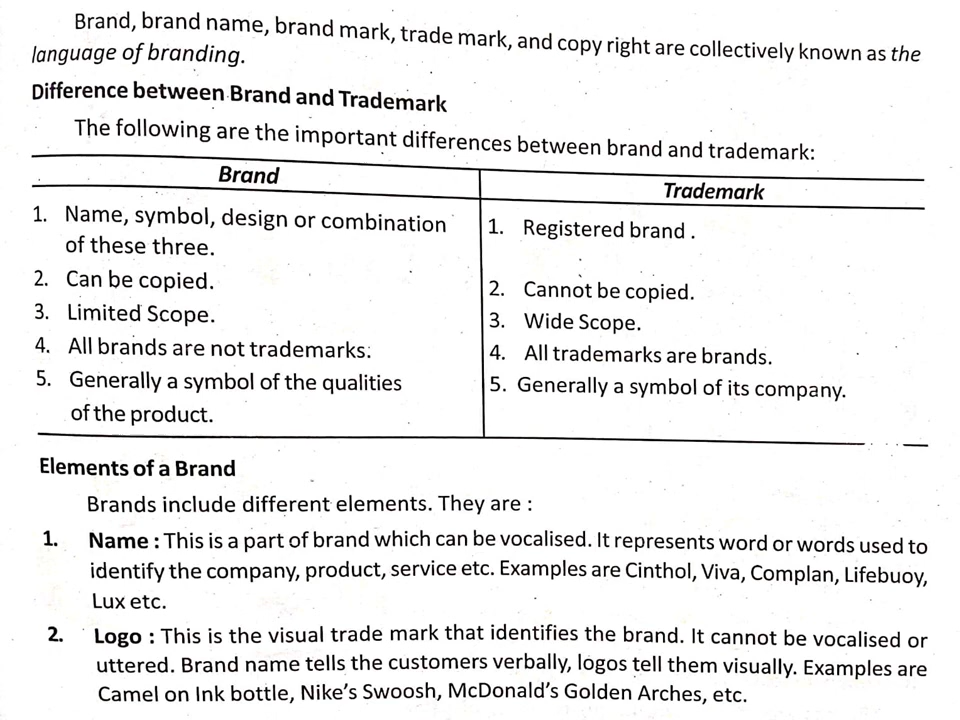 Brand, brand name, brand mark, trade mark, and copy right are collectively known as the
language of branding.
Difference between Brand and Trademark
The following are the important differences between brand and trademark:
Brand
Trademark
1. Name, symbol, design or combination
of these three.
1. Registered brand .
2. Can be copied.
2. Cannot be copied.
3. Limited Scope.
3. Wide Scope.
4. All brands are not trademarks.
4. All trademarks are brands.
5. Generally a symbol of the qualities
of the product.
5. Generally a symbol of its company.
Elements of a Brand
Brands include different elements. They are :
1. Name : This is a part of brand which can be vocalised. It represents word or words used to
identify the company, product, service etc. Examples are Cinthol, Viva, Complan, Lifebuoy,
Lux etc.
2. Logo : This is the visual trade mark that identifies the brand. It cannot be vocalised or
uttered. Brand name tells the customers verbally, logos tell them visually. Examples are
Camel on Ink bottle, Nike's Swoosh, McDonald's Golden Arches, etc.